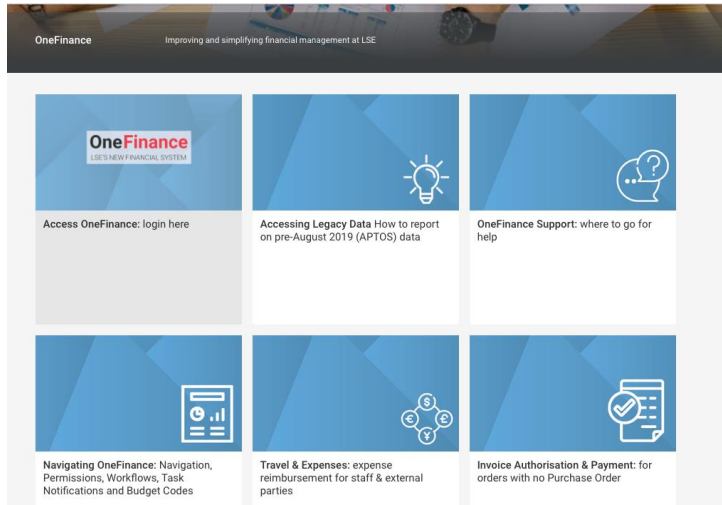 OneFinance
Improving and simplifying financial management at LSE
OneFinance
LSE'S NEW FINANCIAL SYSTEM
Access OneFinance: login here
Accessing Legacy Data How to report
on pre-August 2019 (APTOS) data
OneFinance Support: where to go for
help
Navigating OneFinance: Navigation,
Permissions, Workflows, Task
Notifications and Budget Codes
Travel & Expenses: expense
reimbursement for staff & external
parties
Invoice Authorisation & Payment: for
orders with no Purchase Order